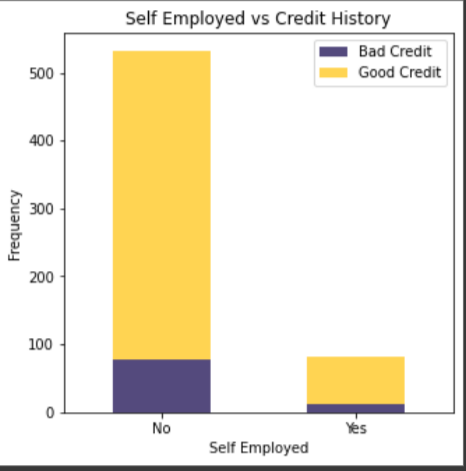 Self Employed vs Credit History
Bad Credit
Good Credit
500
400
300
200
100
0
Frequency
No Yes
Self Employed